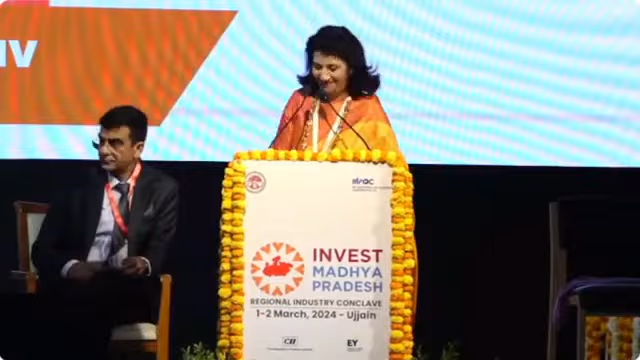 IV
INVEST
MADHYA
PRADESH
REGIONAL INDUSTRY CONCLAVE
1-2 March, 2024 - Ujjain
CII
EY